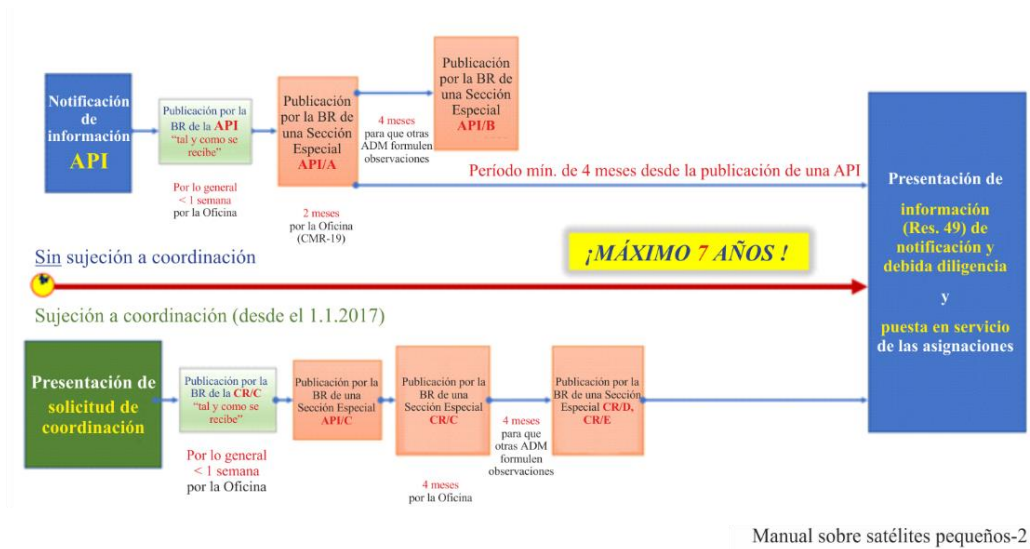 Notificación
de
información
API
Publicación por la
BR de la API
“tal y como se
recibe”
Por lo general
< 1 semana
por la Oficina
Publicación
por la BR de
una Sección
Especial
API/A
2 meses
por la Oficina
(CMR-19)
4 meses
para que otras
ADM formulen
observaciones
Publicación
por la BR de
una Sección
Especial
API/B
Período mín. de 4 meses desde la publicación de una API
Sin sujeción a coordinación
¡MÁXIMO 7 AÑOS !
Sujeción a coordinación (desde el 1.1.2017)
Presentación de
solicitud de
coordinación
Publicación por la
BR de la CR/C
“tal y como se
recibe”
Por lo general
< 1 semana
por la Oficina
Publicación por la
BR de una
Sección Especial
API/C
Publicación por la
BR de una
Sección Especial
CR/C
4 meses
por la Oficina
4 meses
para que
otras ADM
formulen
observaciones
Publicación por la
BR de una Sección
Especial CR/D,
CR/E
Presentación de
información
(Res. 49) de
notificación y
debida diligencia
y
puesta en servicio
de las asignaciones
Manual sobre satélites pequeños-2